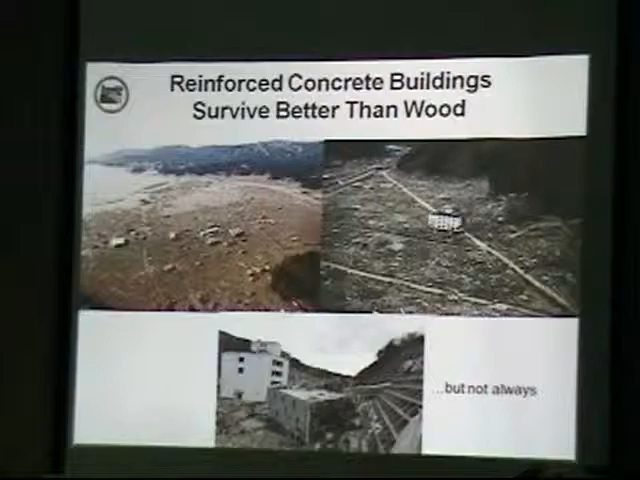 Reinforced Concrete Buildings
Survive Better Than Wood
...but not always